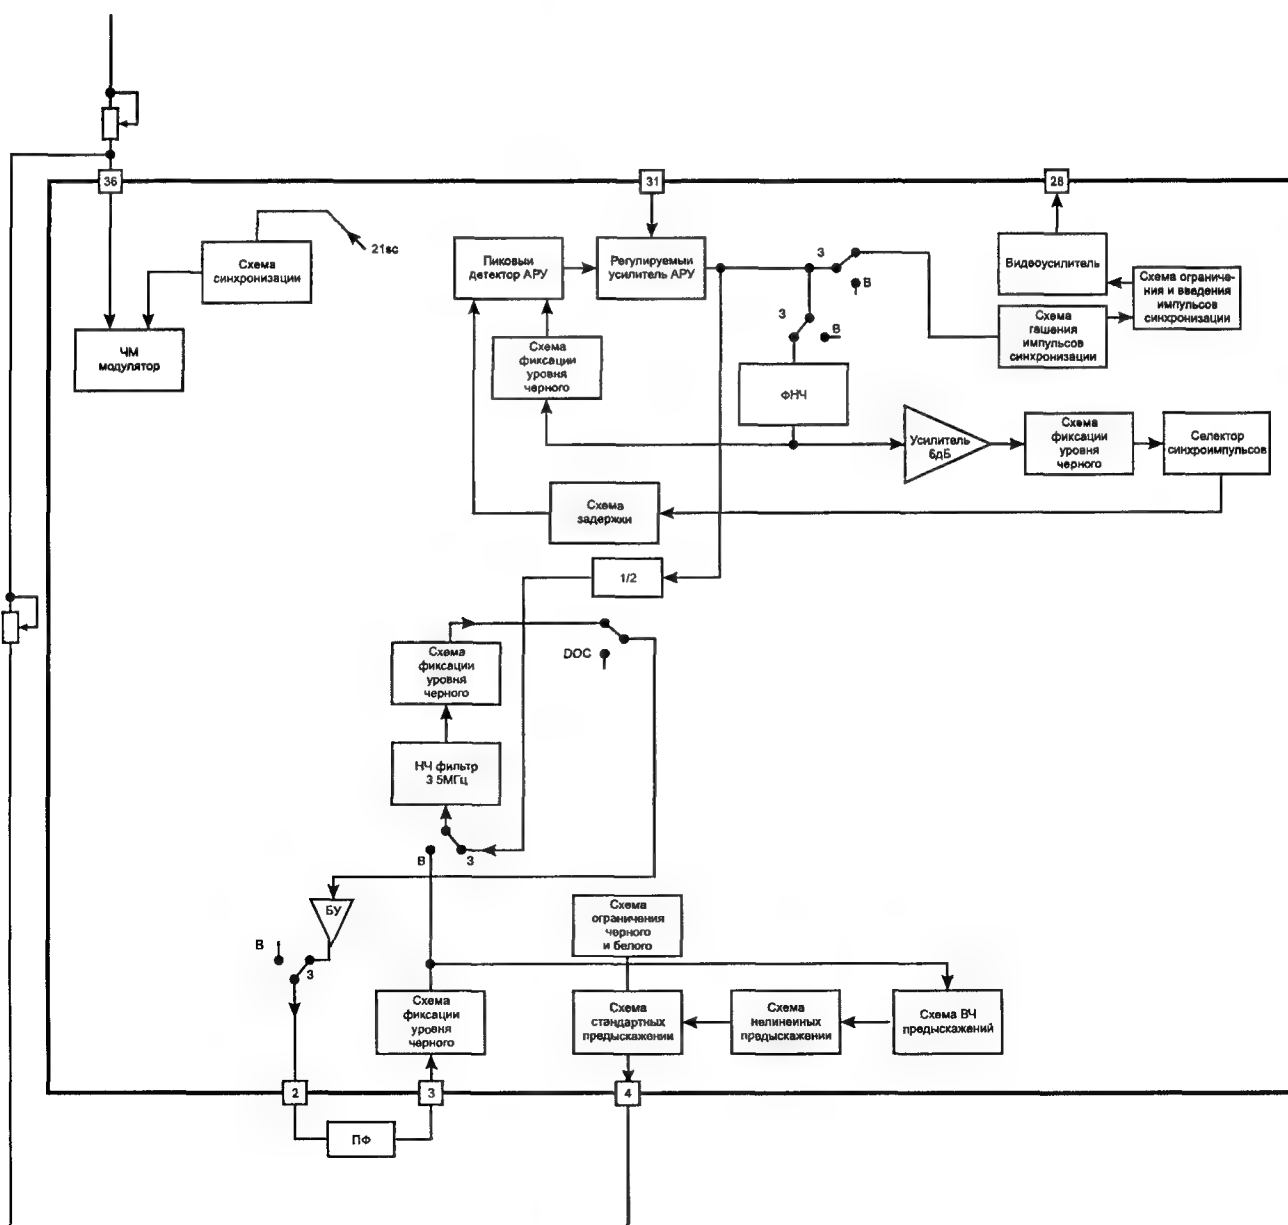 36
31
28
21sc
Схема
синхронизации
ЧМ
модулятор
Пиковый
детектор АРУ
Регулируемый
усилитель АРУ
З
В
Видеоусилитель
Схема ограниче-
ния и введения
импульсов
синхронизации
Схема
гашения
импульсов
синхронизации
З
В
Схема
фиксации
уровня
черного
ФНЧ
Усилитель
6дБ
Схема
фиксации
уровня
черного
Селектор
синхроимпульсов
Схема
задержки
1/2
DOC
Схема
фиксации
уровня
черного
НЧ фильтр
3 5МГц
В
З
БУ
В
З
Схема
ограничения
черного
и белого
Схема
фиксации
уровня
черного
Схема
стандартных
предыскажении
Схема
нелинеиных
предыскажении
Схема ВЧ
предыскажений
2
3
4
ПФ